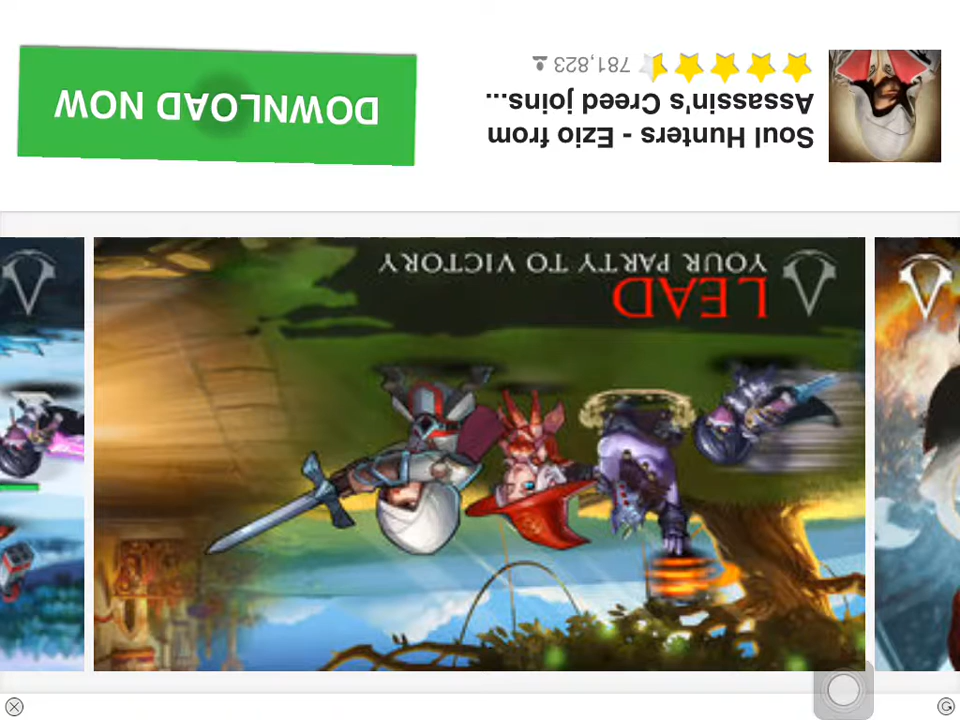 Soul Hunters - Ezio from
Assassin's Creed joins...
781,823
DOWNLOAD NOW
LEAD
YOUR PARTY TO VICTORY